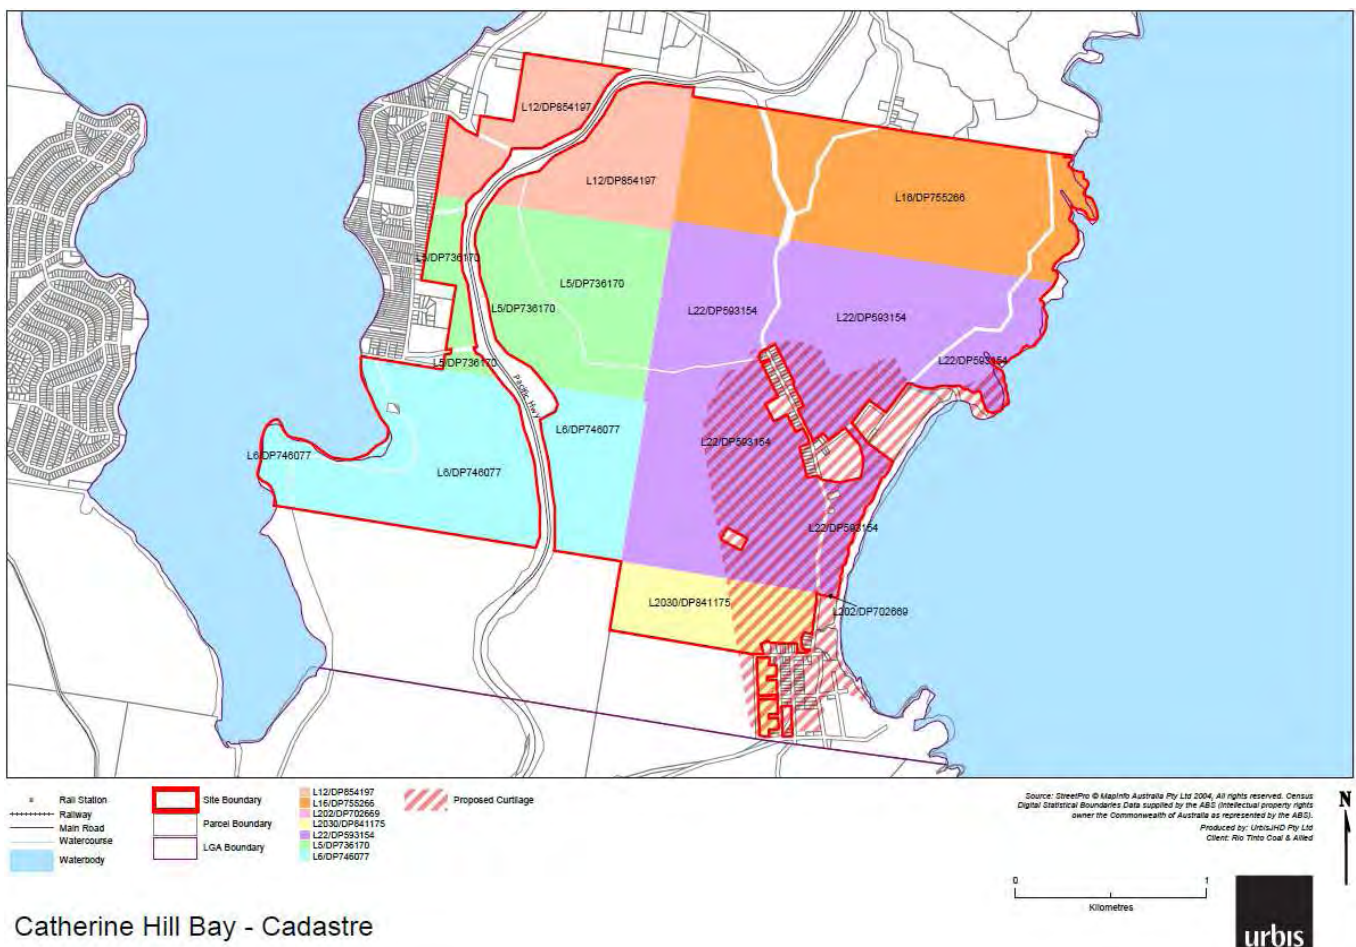 L12/DP854197
L12/DP854197
L16/DP755266
L5/DP736170
L5/DP736170
L5/DP736170
L22/DP593154
L22/DP593154
L5/DP736170
L22/DP593154
Pacific Hwy
L6/DP746077
L22/DP593154
L6/DP746077
L6/DP746077
L22/DP593154
L2030/DP841175
L202/DP702669
Rail Station
Railway
Main Road
Watercourse
Waterbody
Site Boundary
Parcel Boundary
LGA Boundary
L12/DP854197
L16/DP755266
L202/DP702669
L2030/DP841175
L22/DP593154
L5/DP736170
L6/DP746077
Proposed Curtilage
Source: StreetPro © MapInfo Australia Pty Ltd 2004, All rights reserved. Census
Digital Statistical Boundaries Data supplied by the ABS (Intellectual property rights
owner the Commonwealth of Australia as represented by the ABS).
Produced by: UrbisJHD Pty Ltd
Client: Rio Tinto Coal & Allied
N
0 1
Kilometres
Catherine Hill Bay - Cadastre
urbis